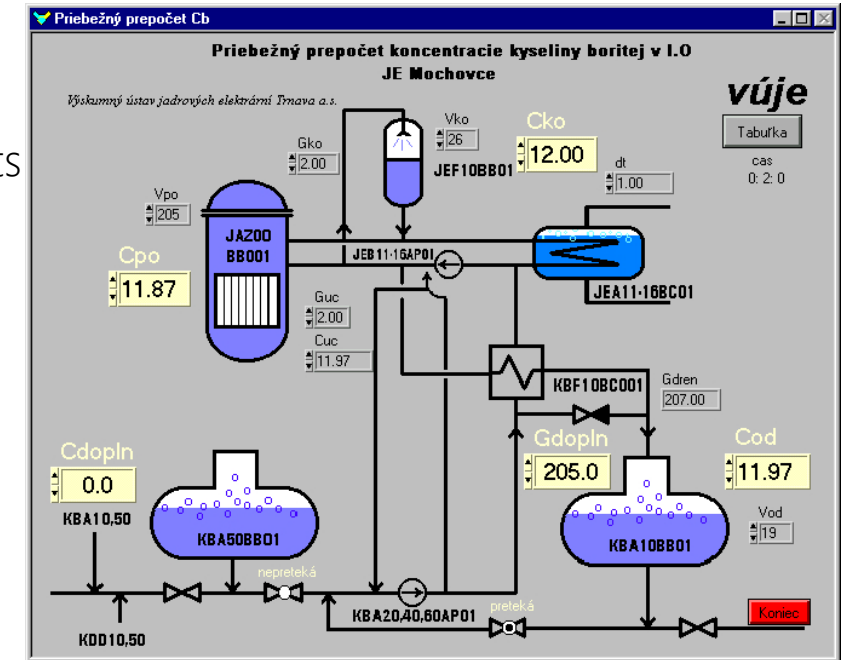 Priebežný prepočet Cb
Priebežný prepočet koncentracie kyseliny boritej v I.O
JE Mochovce
Výskumný ústav jadrových elektrární Trnava a.s.
vúje
Tabuľka
cas
0: 2: 0
ts
Vko
26
Cko
12.00
Gko
2.00
JEF10BB01
dt
1.00
Vpo
205
JAZ00
BB001
JEB11-16AP01
Cpo
11.87
JEA11-16BC01
Guc
2.00
Cuc
11.97
KBF10BC001
Gdren
207.00
Cdopln
0.0
Gdopln
205.0
Cod
11.97
KBA10,50
KBA50BB01
KBA10BB01
Vod
19
nepreteká
KBA20,40,60AP01
preteká
Koniec
KDD10,50